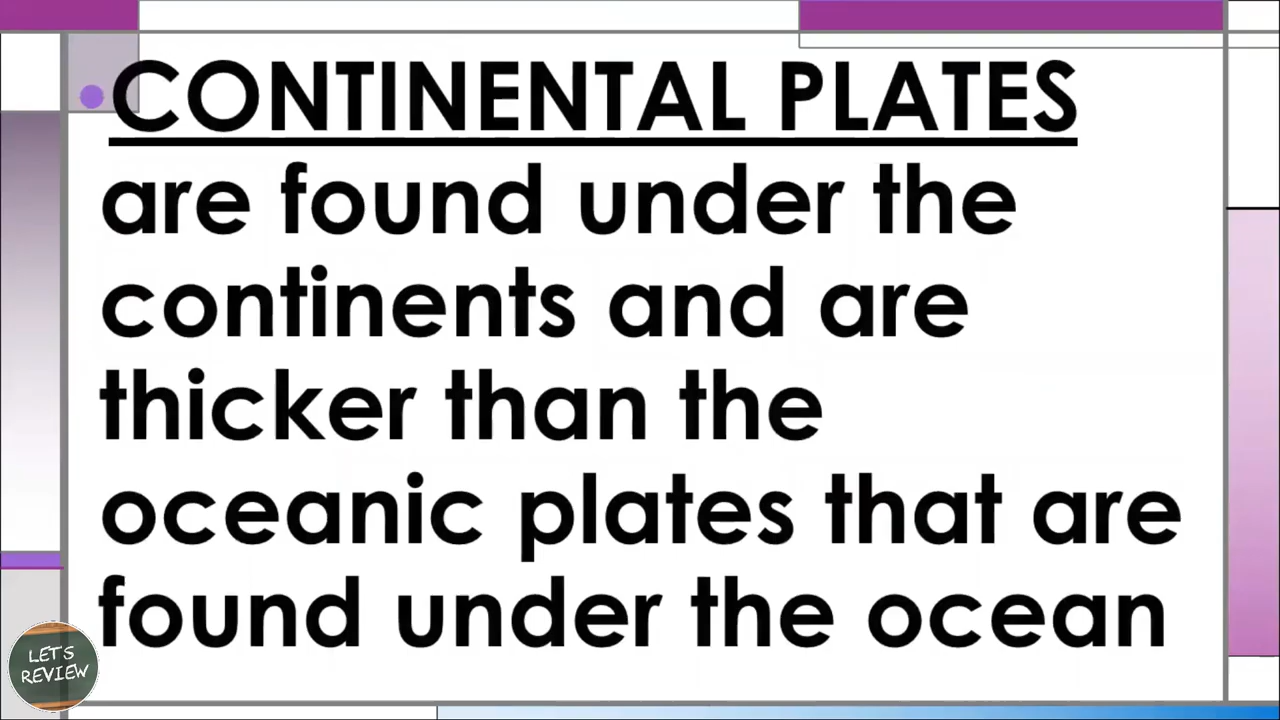 •CONTINENTAL PLATES
are found under the
continents and are
thicker than the
oceanic plates that are
found under the ocean
LET'S
REVIEW